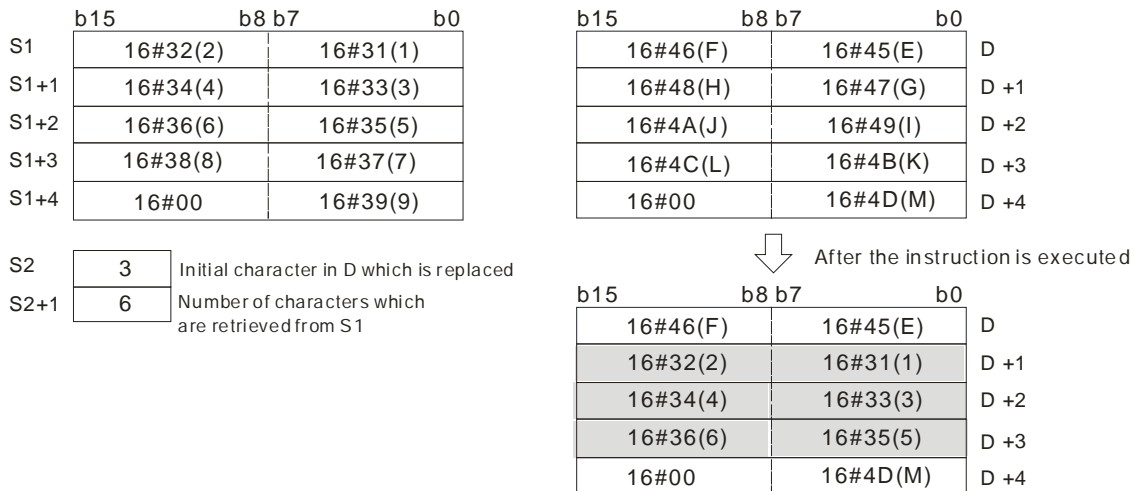 b15 b8 b7 b0
S1 16#32(2) 16#31(1)
S1+1 16#34(4) 16#33(3)
S1+2 16#36(6) 16#35(5)
S1+3 16#38(8) 16#37(7)
S1+4 16#00 16#39(9)
S2 3 Initial character in D which is replaced
S2+1 6 Number of characters which
are retrieved from S1
b15 b8 b7 b0
16#46(F) 16#45(E) D
16#48(H) 16#47(G) D +1
16#4A(J) 16#49(I) D +2
16#4C(L) 16#4B(K) D +3
16#00 16#4D(M) D +4
After the instruction is executed
b15 b8 b7 b0
16#46(F) 16#45(E) D
16#32(2) 16#31(1) D +1
16#34(4) 16#33(3) D +2
16#36(6) 16#35(5) D +3
16#00 16#4D(M) D +4